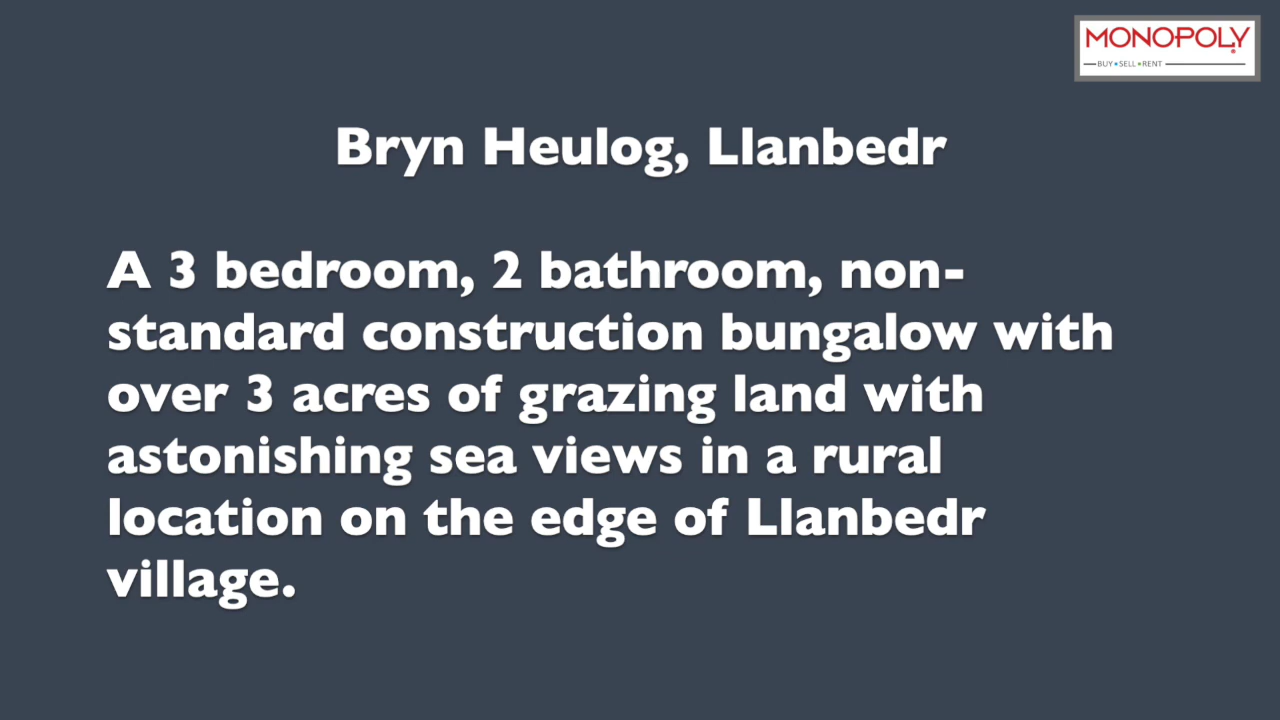 MONOPOLY
BUY•SELL•RENT
Bryn Heulog, Llanbedr
A 3 bedroom, 2 bathroom, non-
standard construction bungalow with
over 3 acres of grazing land with
astonishing sea views in a rural
location on the edge of Llanbedr
village.